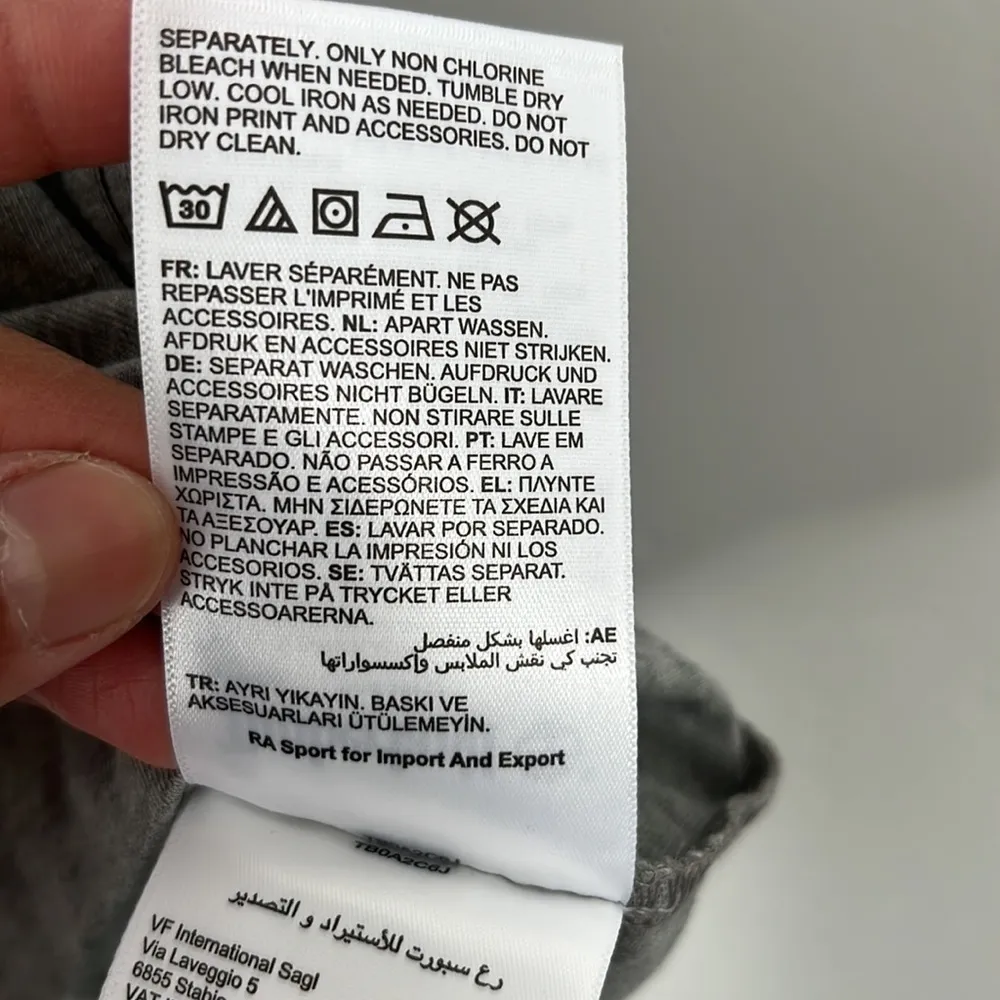 SEPARATELY. ONLY NON CHLORINE
BLEACH WHEN NEEDED. TUMBLE DRY
LOW. COOL IRON AS NEEDED. DO NOT
IRON PRINT AND ACCESSORIES. DO NOT
DRY CLEAN.
30
FR: LAVER SÉPARÉMENT. NE PAS
REPASSER L'IMPRIMÉ ET LES
ACCESSOIRES. NL: APART WASSEN.
AFDRUK EN ACCESSOIRES NIET STRIJKEN.
DE: SEPARAT WASCHEN. AUFDRUCK UND
ACCESSOIRES NICHT BÜGELN. IT: LAVARE
SEPARATAMENTE. NON STIRARE SULLE
STAMPE E GLI ACCESSORI. PT: LAVE EM
SEPARADO. NÃO PASSAR A FERRO A
IMPRESSÃO E ACESSÓRIOS. EL: ΠΛΥΝΤΕ
ΧΩΡΙΣΤΑ. ΜΗΝ ΣΙΔΕΡΩΝΕΤΕ ΤΑ ΣΧΕΔΙΑ ΚΑΙ
ΤΑ ΑΞΕΣΟΥΑΡ. ES: LAVAR POR SEPARADO.
NO PLANCHAR LA IMPRESIÓN NI LOS
ACCESORIOS. SE: TVÄTTAS SEPARAT.
STRYK INTE PÅ TRYCKET ELLER
ACCESSOARERNA.
AE: اغسلها بشكل منفصل
تجنب كي نقش الملابس وإكسسواراتها
TR: AYRI YIKAYIN. BASKI VE
AKSESUARLARI ÜTÜLEMEYİN.
RA Sport for Import And Export
TB0A2C6J
رع سبورت للأستيراد و التصدير
VF International Sagl
Via Laveggio 5
6855 Stabio
VAT